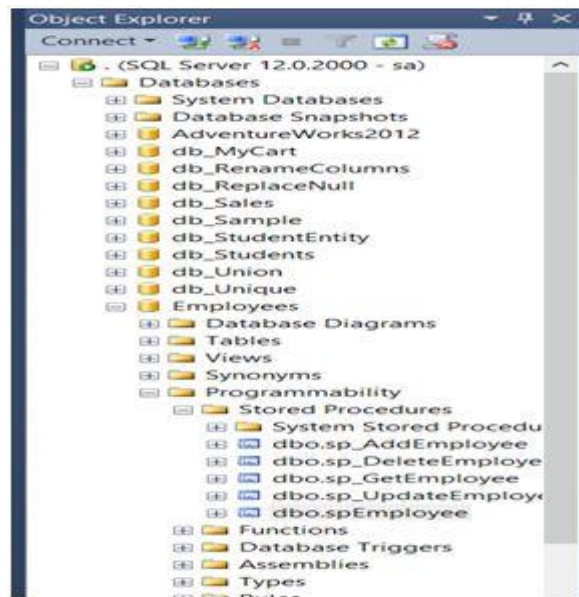 Object Explorer
Connect
. (SQL Server 12.0.2000 - sa)
Databases
System Databases
Database Snapshots
AdventureWorks2012
db_MyCart
db_RenameColumns
db_ReplaceNull
db_Sales
db_Sample
db_StudentEntity
db_Students
db_Union
db_Unique
Employees
Database Diagrams
Tables
Views
Synonyms
Programmability
Stored Procedures
System Stored Procedu
dbo.sp_AddEmployee
dbo.sp_DeleteEmploye
dbo.sp_GetEmployee
dbo.sp_UpdateEmploye
dbo.spEmployee
Functions
Database Triggers
Assemblies
Types